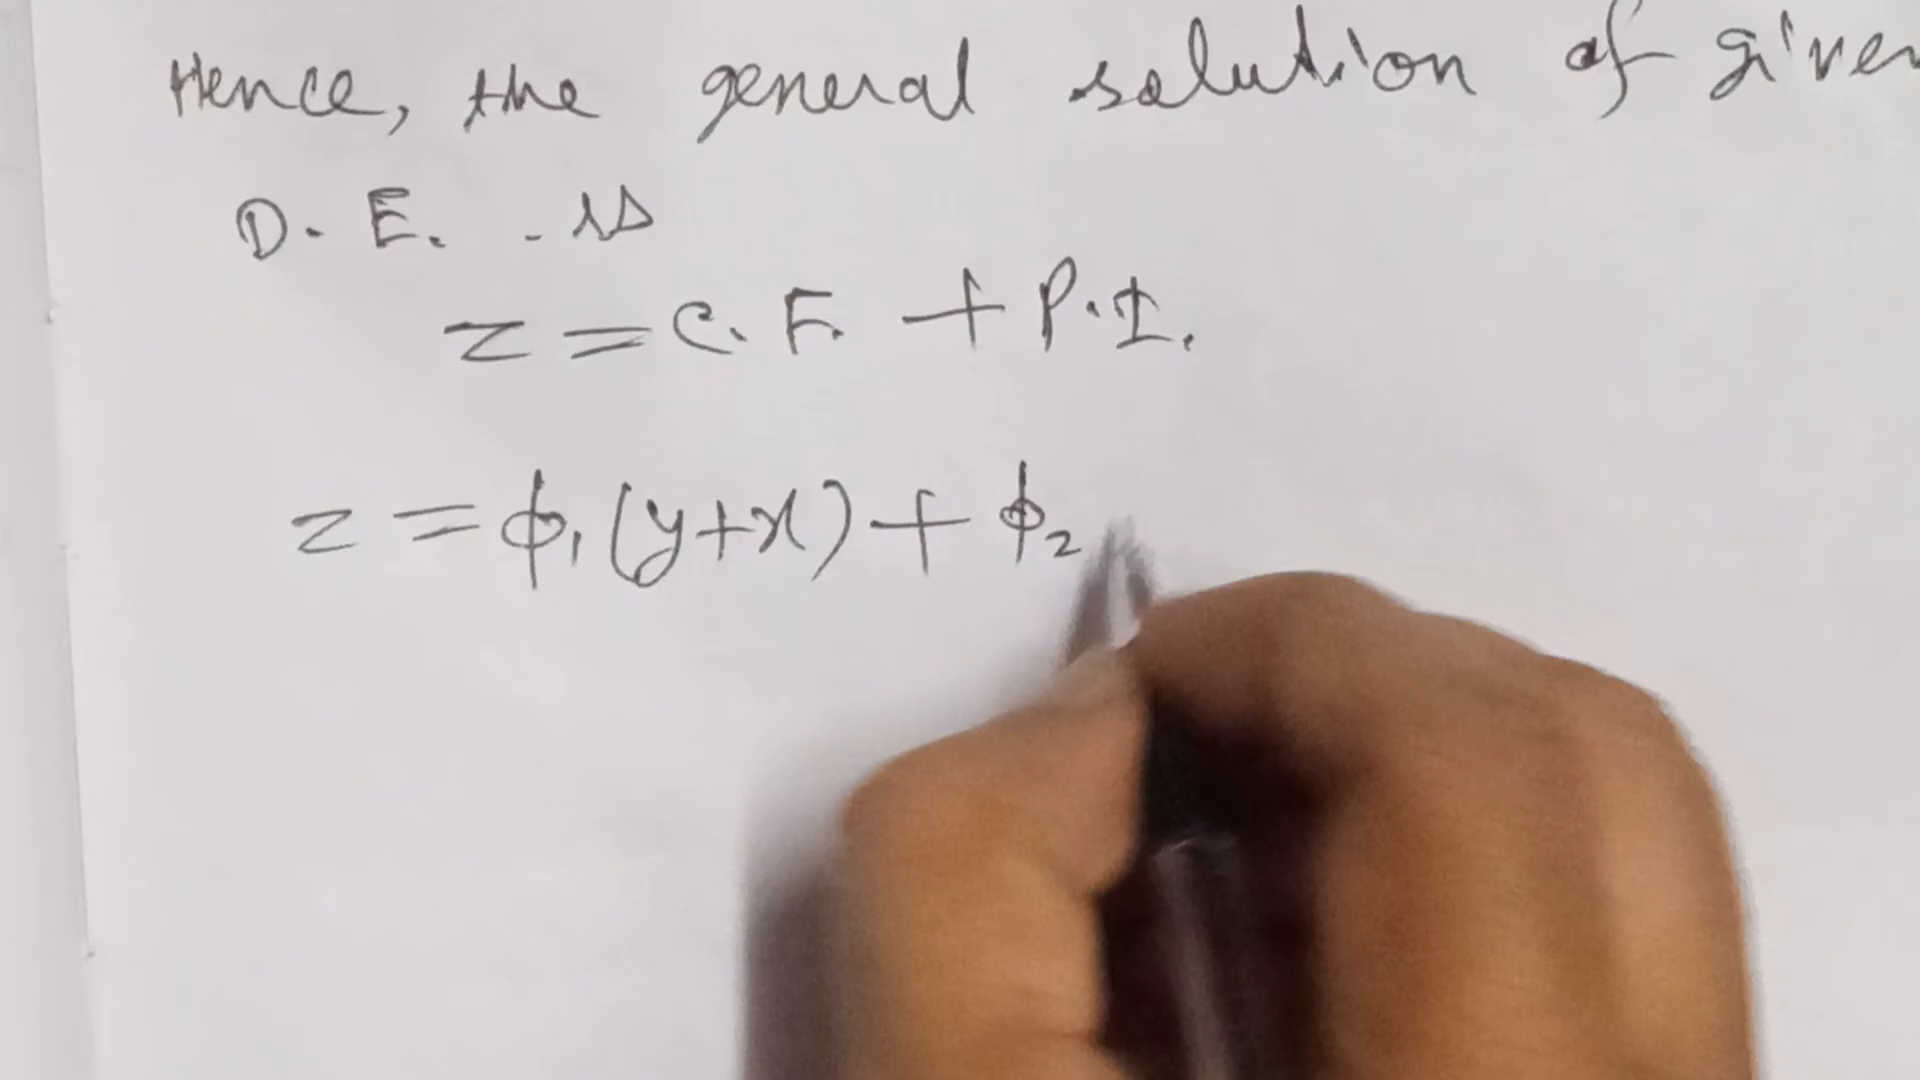 Hence, the general solution of given
D. E. is
z = C. F. + P. I.
z = ϕ₁(y+x) + ϕ₂